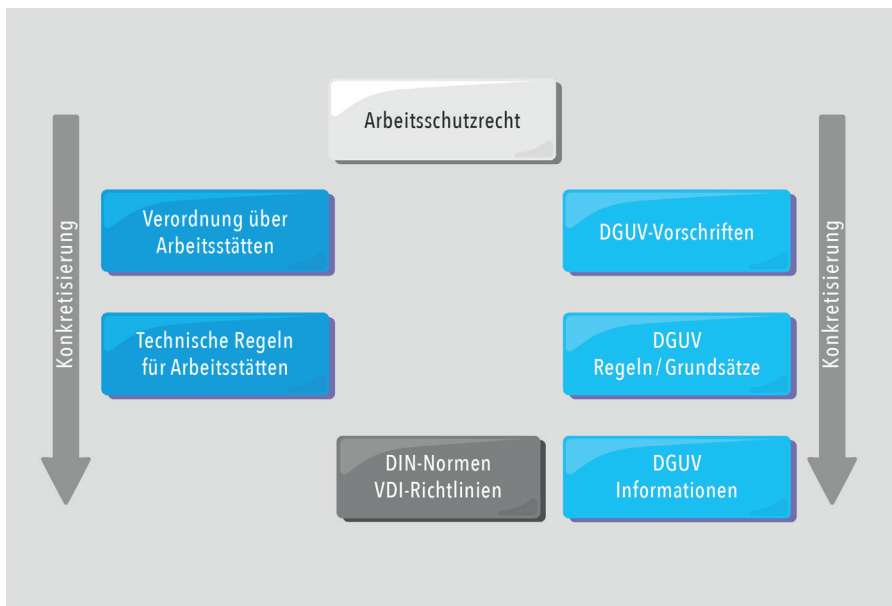 Arbeitsschutzrecht
Konkretisierung
Verordnung über
Arbeitsstätten
DGUV-Vorschriften
Konkretisierung
Technische Regeln
für Arbeitsstätten
DGUV
Regeln/Grundsätze
DIN-Normen
VDI-Richtlinien
DGUV
Informationen